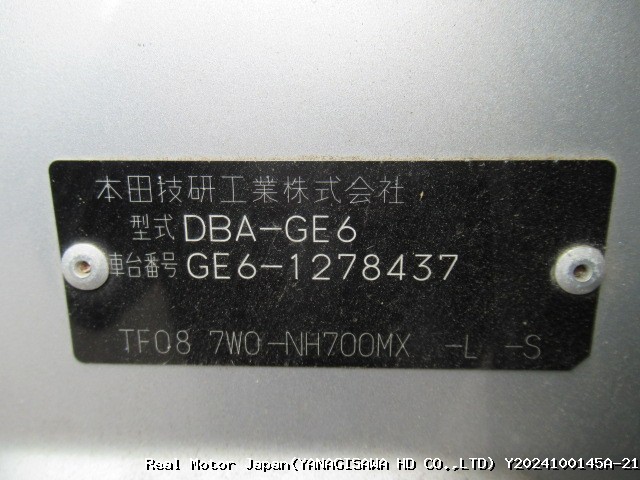 本田技研工業株式会社
型式 DBA-GE6
車台番号 GE6-1278437
TF08 7W0-NH700MX -L -S
Real Motor Japan(YANAGISAWA HD CO.,LTD) Y2024100145A-21